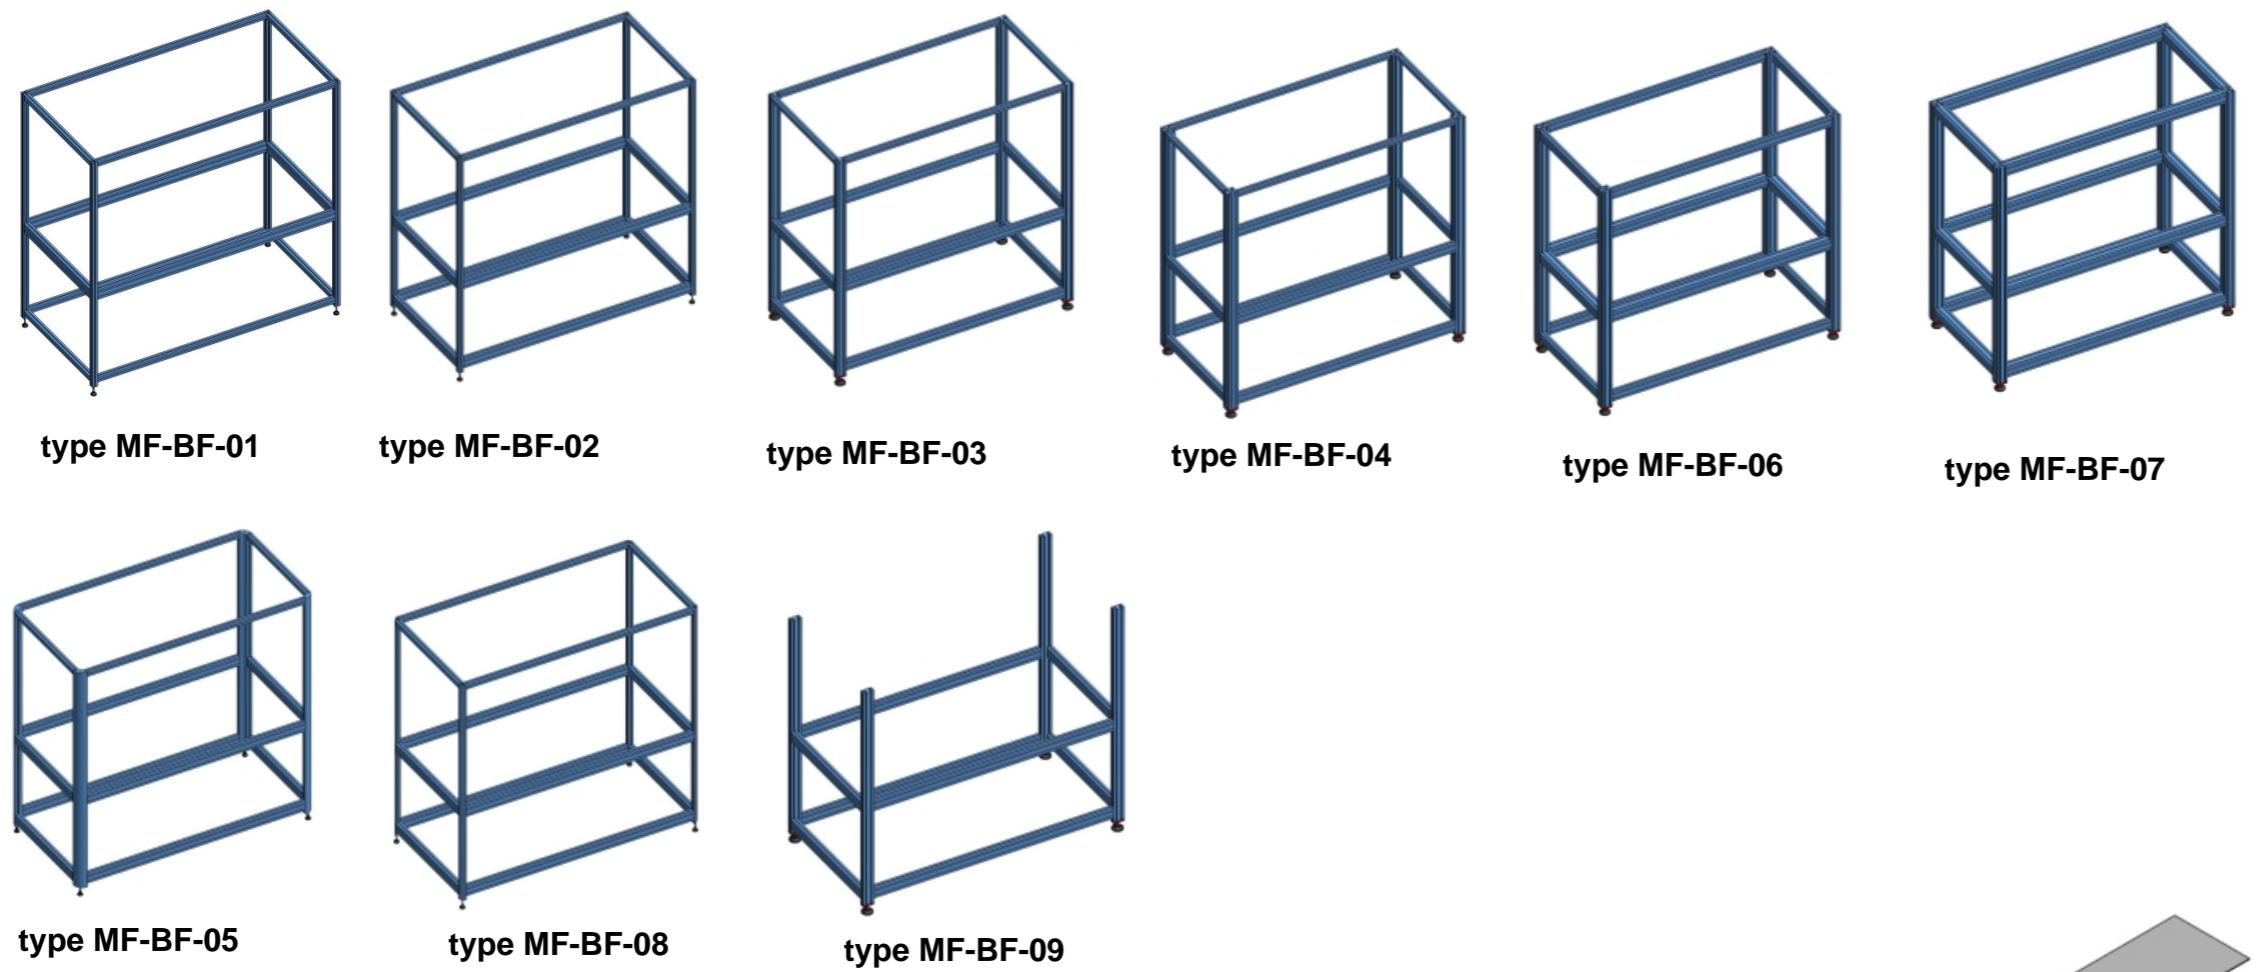 type MF-BF-01
type MF-BF-02
type MF-BF-03
type MF-BF-04
type MF-BF-06
type MF-BF-07
type MF-BF-05
type MF-BF-08
type MF-BF-09